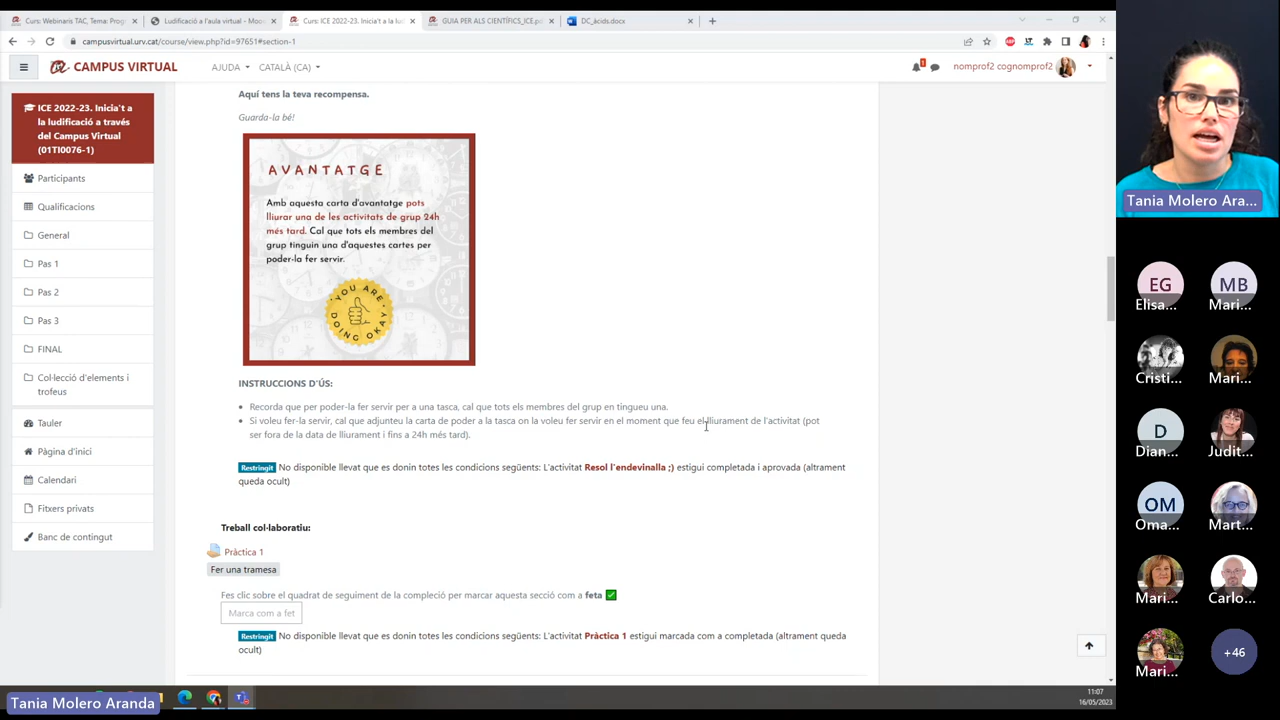 Curs: Webinaris TAC, Tema: Prog
Ludificació a l'aula virtual - Moo
Curs: ICE 2022-23. Inicia't a la lu
GUIA PER ALS CIENTÍFICS_ICE.p
DC_àcids.docx
campusvirtual.urv.cat/course/view.php?id=97651#section-1
CAMPUS VIRTUAL
AJUDA
CATALÀ (CA)
nomprof2 cognomprof2
ICE 2022-23. Inicia't a
la ludificació a través
del Campus Virtual
(01TI0076-1)
Participants
Qualificacions
General
Pas 1
Pas 2
Pas 3
FINAL
Col·lecció d'elements i
trofeus
Tauler
Pàgina d'inici
Calendari
Fitxers privats
Banc de contingut
Aquí tens la teva recompensa.
Guarda-la bé!
AVANTATGE
Amb aquesta carta d'avantatge pots
lliurar una de les activitats de grup 24h
més tard. Cal que tots els membres del
grup tinguin una d'aquestes cartes per
poder-la fer servir.
YOU ARE
DOING OKAY
INSTRUCCIONS D'ÚS:
Recorda que per poder-la fer servir per a una tasca, cal que tots els membres del grup en tingueu una.
Si voleu fer-la servir, cal que adjunteu la carta de poder a la tasca on la voleu fer servir en el moment que feu el lliurament de l'activitat (pot
ser fora de la data de lliurament i fins a 24h més tard).
Restringit No disponible llevat que es donin totes les condicions següents: L'activitat Resol l'endevinalla ;) estigui completada i aprovada (altrament
queda ocult)
Treball col·laboratiu:
Pràctica 1
Fer una tramesa
Fes clic sobre el quadrat de seguiment de la compleció per marcar aquesta secció com a feta
Marca com a fet
Restringit No disponible llevat que es donin totes les condicions següents: L'activitat Pràctica 1 estigui marcada com a completada (altrament queda
ocult)
Tania Molero Ara...
EG
Elisa...
MB
Mari...
Cristi...
Mari...
D
Dian...
Judit...
OM
Oma...
Mart...
Mari...
Carlo...
Mari...
+46
Tania Molero Aranda
11:07
16/05/2023